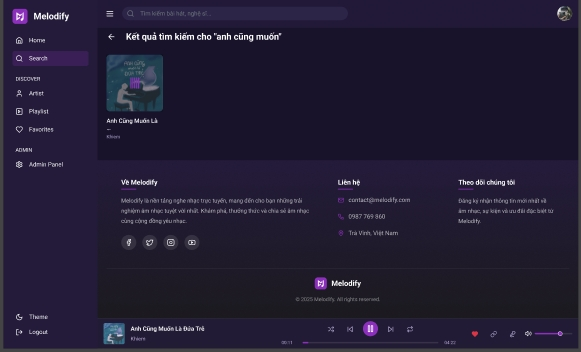 Melodify
Tìm kiếm bài hát, nghệ sĩ...
Home
Search
DISCOVER
Artist
Playlist
Favorites
ADMIN
Admin Panel
Theme
Logout
Kết quả tìm kiếm cho "anh cũng muốn"
Anh Cũng Muốn Là
...
Khiem
Về Melodify
Melodify là nền tảng nghe nhạc trực tuyến, mang đến cho bạn những trải
nghiệm âm nhạc tuyệt vời nhất. Khám phá, thưởng thức và chia sẻ âm nhạc
cùng cộng đồng yêu nhạc.
Liên hệ
contact@melodify.com
0987 769 860
Trà Vinh, Việt Nam
Theo dõi chúng tôi
Đăng ký nhận thông tin mới nhất về
âm nhạc, sự kiện và ưu đãi đặc biệt từ
Melodify.
Melodify
© 2025 Melodify. All rights reserved.
Anh Cũng Muốn Là Đứa Trẻ
Khiem
00:11
04:22